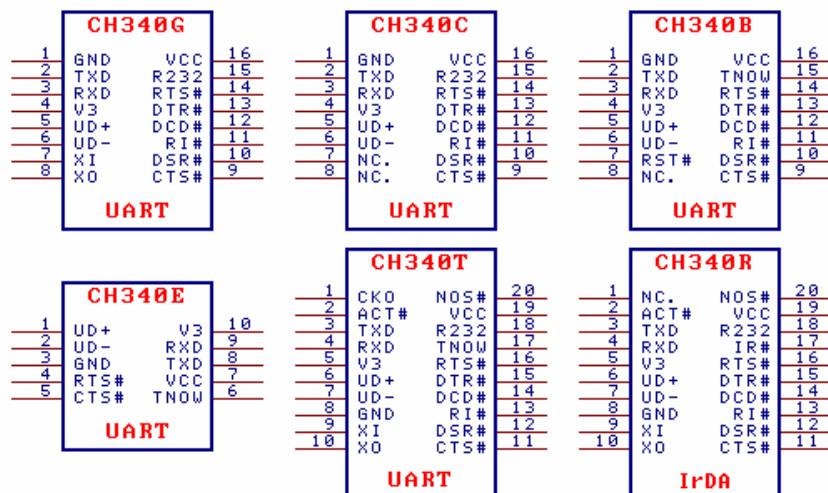 CH340G
1 GND VCC 16
2 TXD R232 15
3 RXD RTS# 14
4 V3 DTR# 13
5 UD+ DCD# 12
6 UD- RI# 11
7 XI DSR# 10
8 XO CTS# 9
UART
CH340C
1 GND VCC 16
2 TXD R232 15
3 RXD RTS# 14
4 V3 DTR# 13
5 UD+ DCD# 12
6 UD- RI# 11
7 NC. DSR# 10
8 NC. CTS# 9
UART
CH340B
1 GND VCC 16
2 TXD TNOW 15
3 RXD RTS# 14
4 V3 DTR# 13
5 UD+ DCD# 12
6 UD- RI# 11
7 RST# DSR# 10
8 NC. CTS# 9
UART
CH340E
1 UD+ V3 10
2 UD- RXD 9
3 GND TXD 8
4 RTS# VCC 7
5 CTS# TNOW 6
UART
CH340T
1 CKO NOS# 20
2 ACT# VCC 19
3 TXD R232 18
4 RXD TNOW 17
5 V3 RTS# 16
6 UD+ DTR# 15
7 UD- DCD# 14
8 GND RI# 13
9 XI DSR# 12
10 XO CTS# 11
UART
CH340R
1 NC. NOS# 20
2 ACT# VCC 19
3 TXD R232 18
4 RXD IR# 17
5 V3 RTS# 16
6 UD+ DTR# 15
7 UD- DCD# 14
8 GND RI# 13
9 XI DSR# 12
10 XO CTS# 11
IrDA